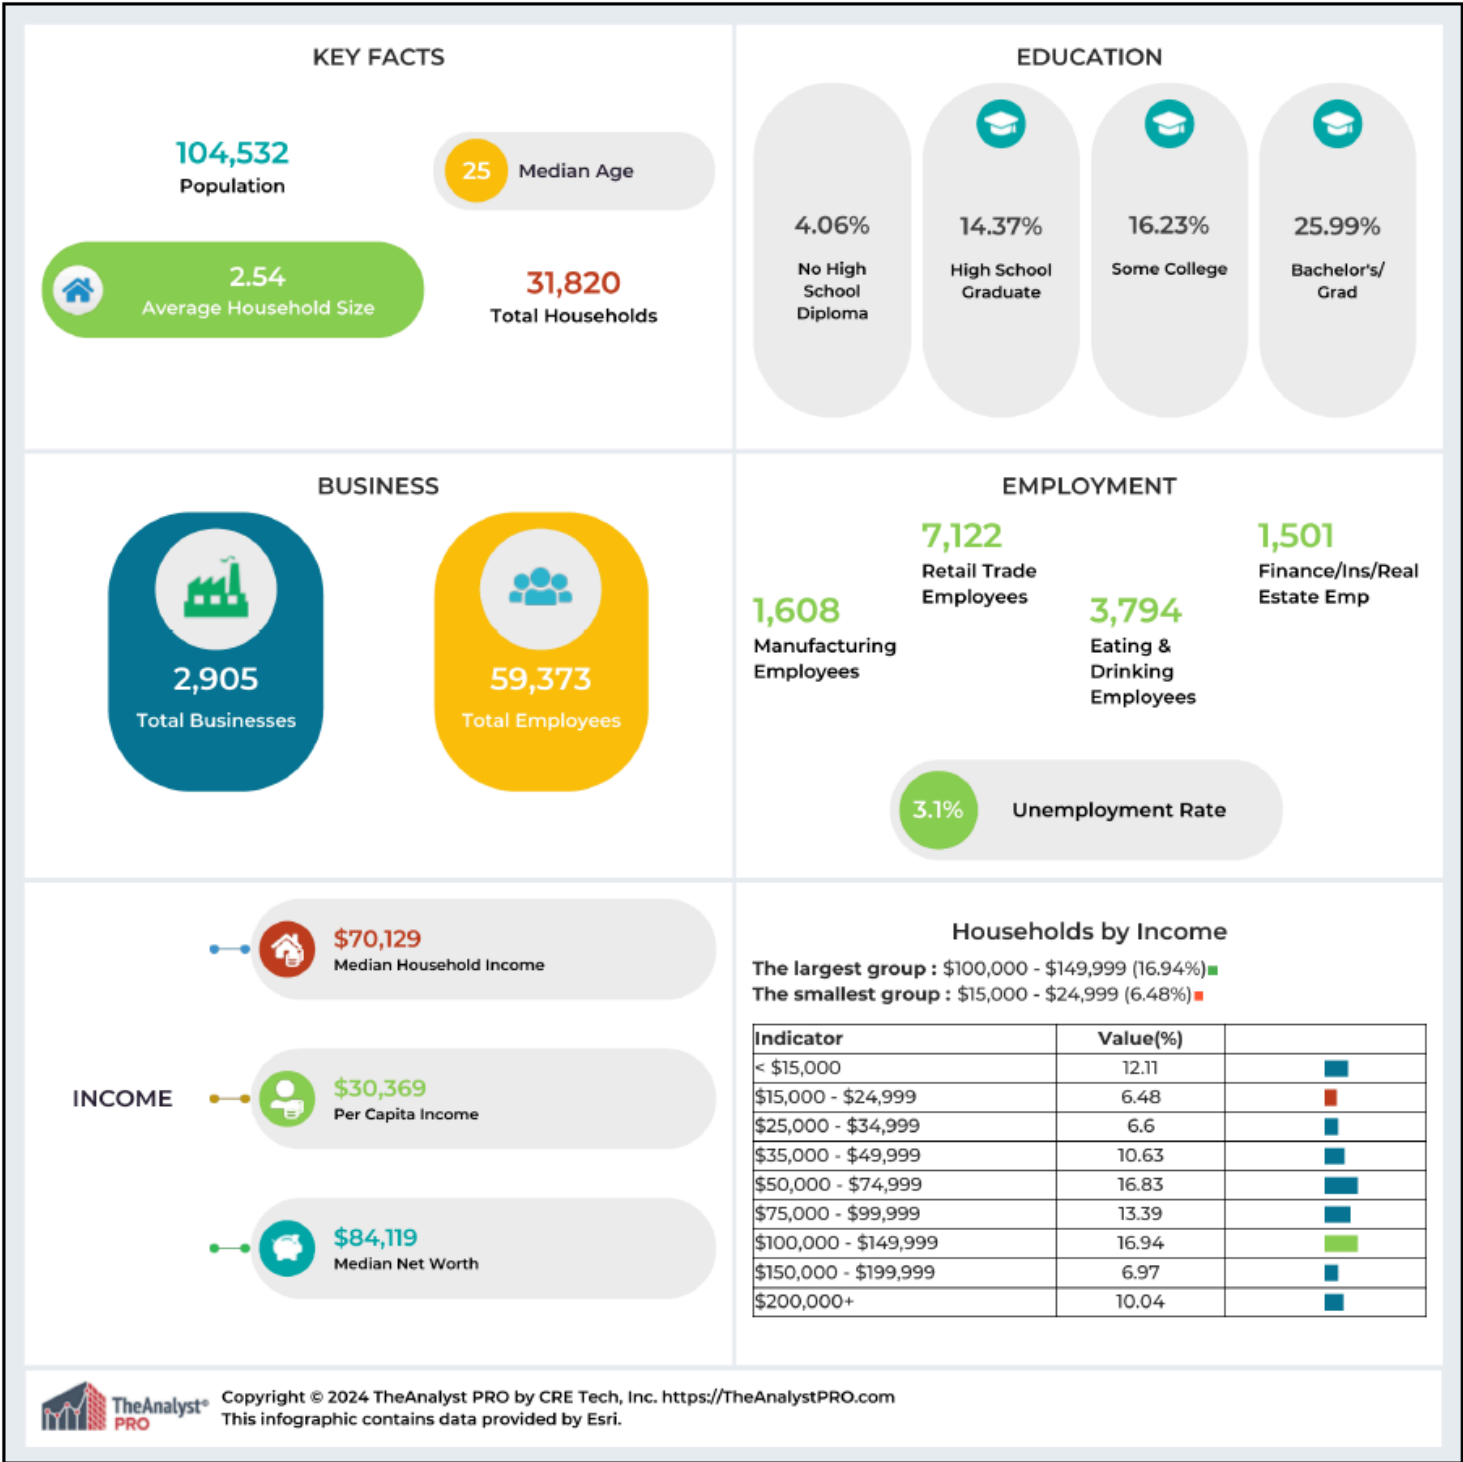 KEY FACTS
104,532
Population
25 Median Age
2.54
Average Household Size
31,820
Total Households
EDUCATION
4.06%
No High
School
Diploma
14.37%
High School
Graduate
16.23%
Some College
25.99%
Bachelor's/
Grad
BUSINESS
2,905
Total Businesses
59,373
Total Employees
EMPLOYMENT
1,608
Manufacturing
Employees
7,122
Retail Trade
Employees
3,794
Eating &
Drinking
Employees
1,501
Finance/Ins/Real
Estate Emp
3.1% Unemployment Rate
INCOME
$70,129
Median Household Income
$30,369
Per Capita Income
$84,119
Median Net Worth
Households by Income
The largest group : $100,000 - $149,999 (16.94%)
The smallest group : $15,000 - $24,999 (6.48%)
Indicator Value(%)
< $15,000 12.11
$15,000 - $24,999 6.48
$25,000 - $34,999 6.6
$35,000 - $49,999 10.63
$50,000 - $74,999 16.83
$75,000 - $99,999 13.39
$100,000 - $149,999 16.94
$150,000 - $199,999 6.97
$200,000+ 10.04
TheAnalyst®
PRO
Copyright © 2024 TheAnalyst PRO by CRE Tech, Inc. https://TheAnalystPRO.com
This infographic contains data provided by Esri.